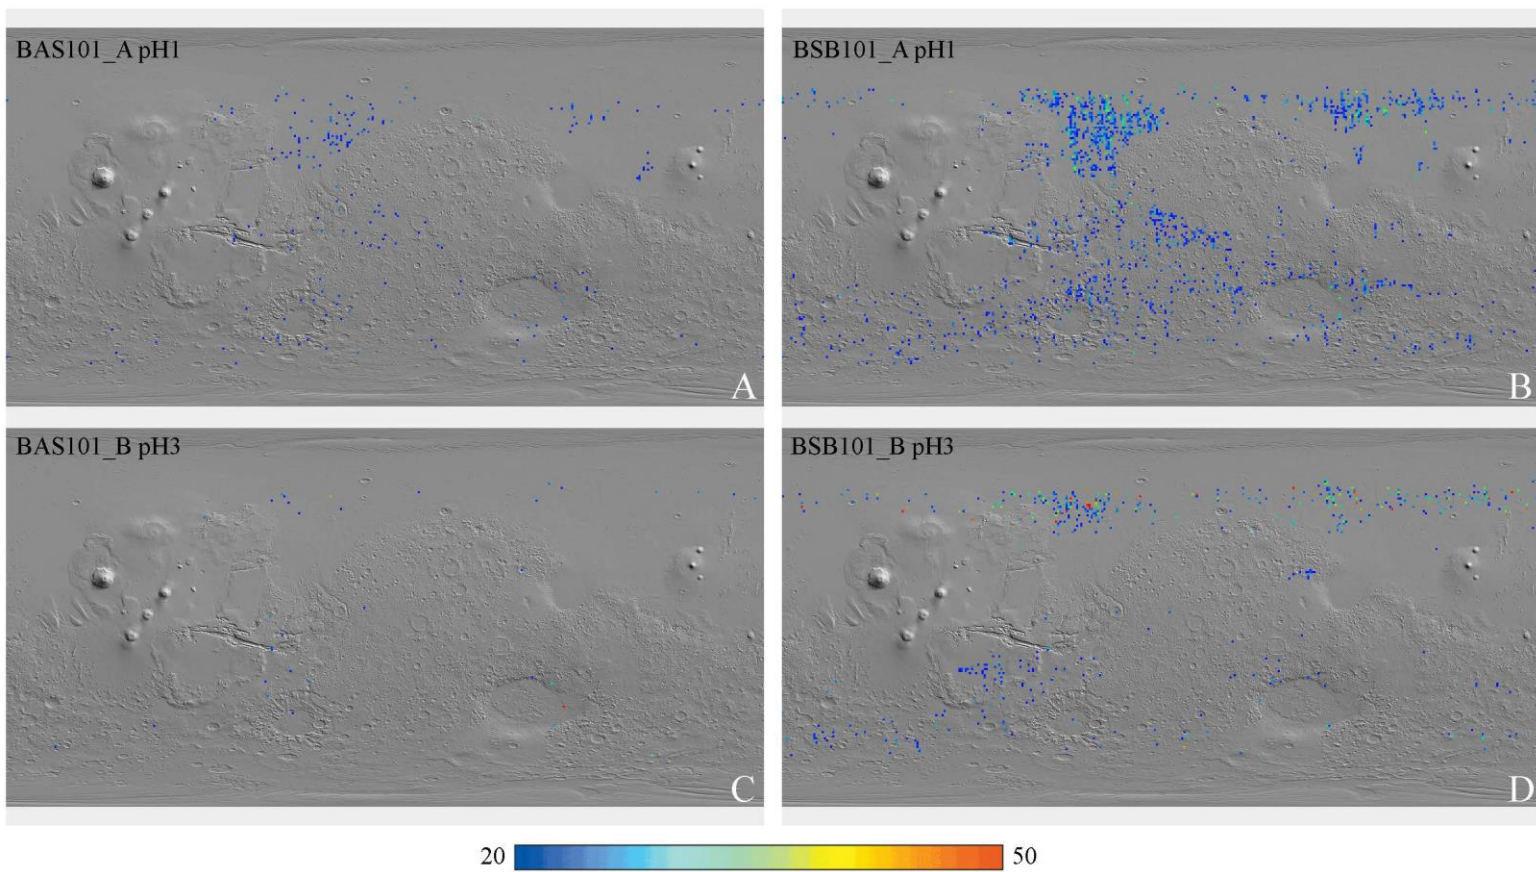 BAS101_A pH1
BSB101_A pH1
A
B
BAS101_B pH3
BSB101_B pH3
C
D
20
50